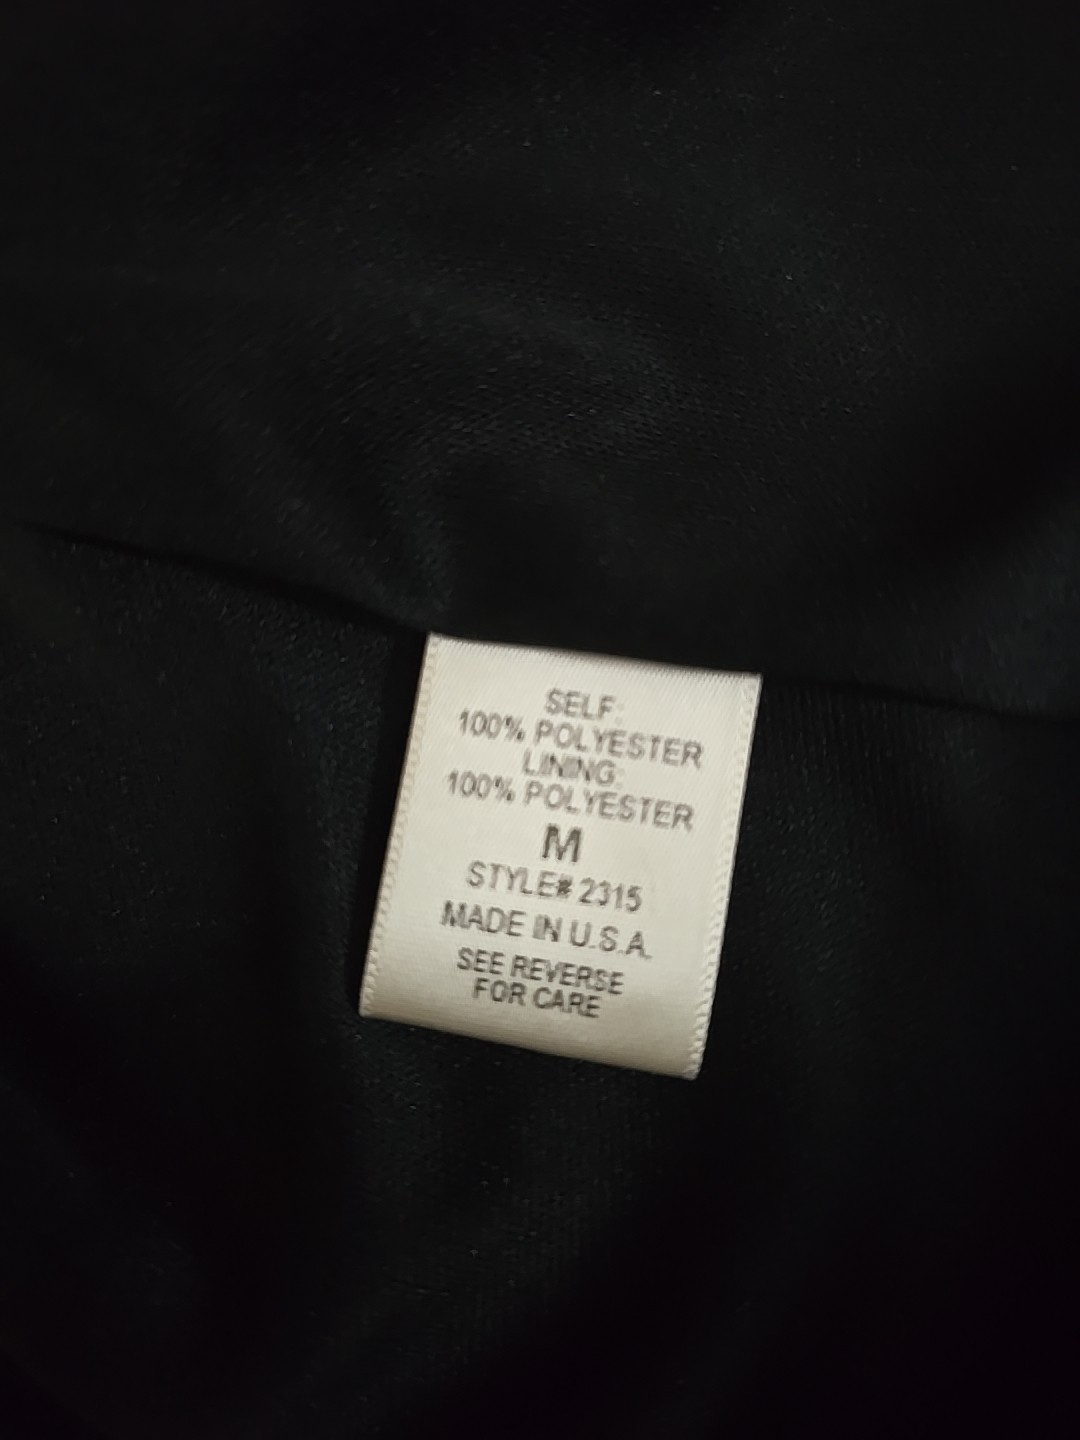 SELF:
100% POLYESTER
LINING:
100% POLYESTER
M
STYLE# 2315
MADE IN U.S.A.
SEE REVERSE
FOR CARE